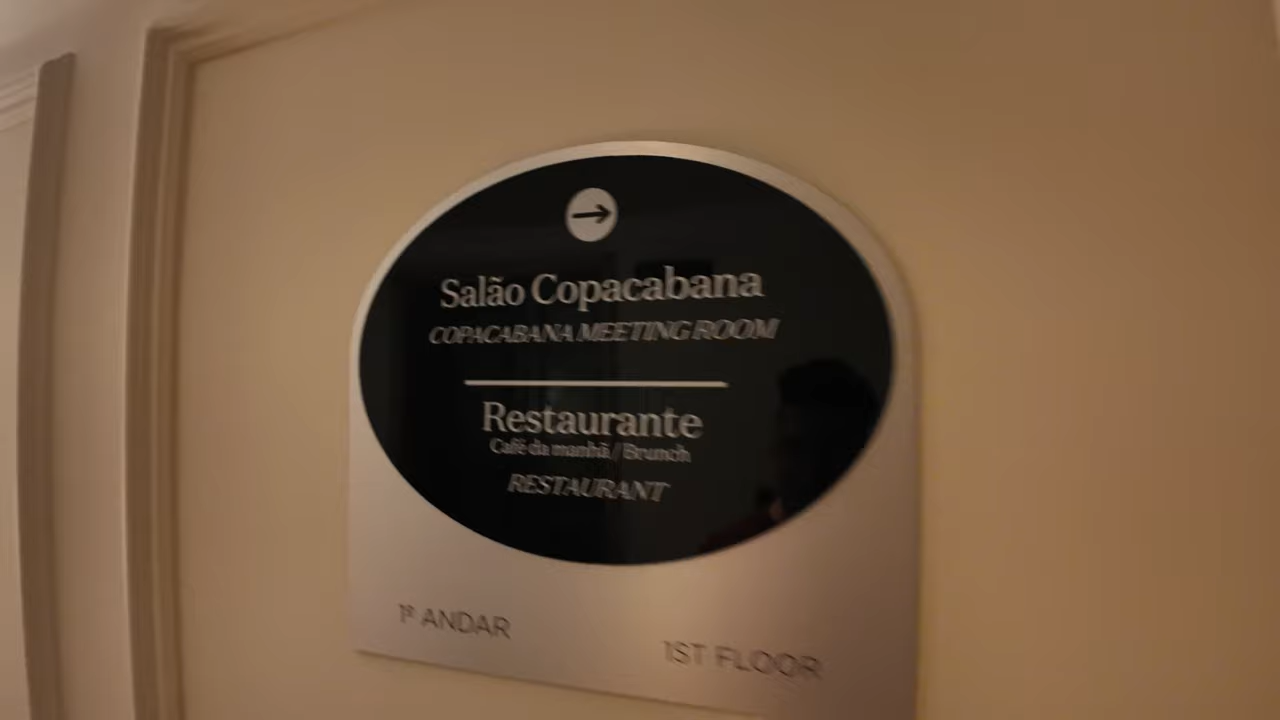 Salão Copacabana
COPACABANA MEETING ROOM
Restaurante
Café da manhã / Brunch
RESTAURANT
1º ANDAR
1ST FLOOR